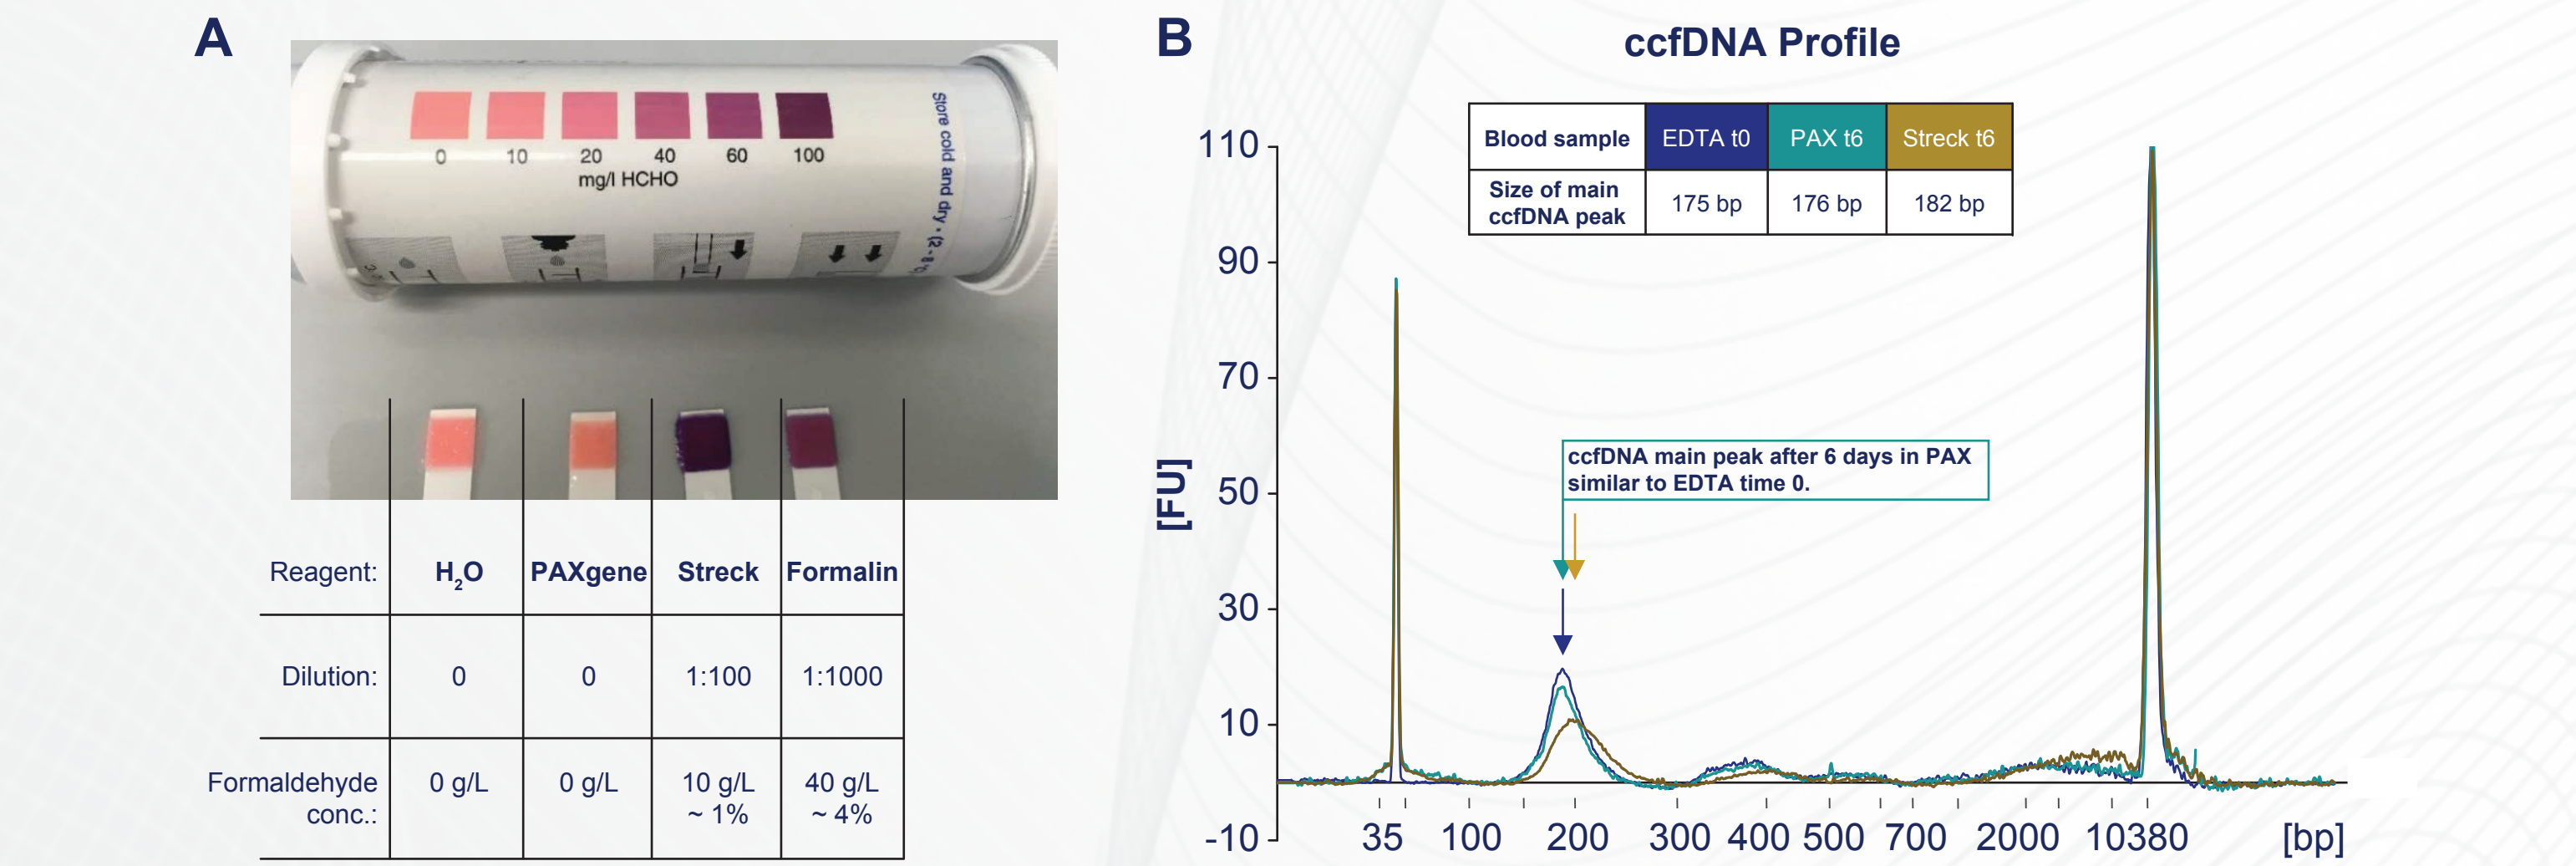 A
0 10 20 40 60 100
mg/l HCHO
Store cold and dry • (2 - 8 °C)
Reagent: H₂O PAXgene Streck Formalin
Dilution: 0 0 1:100 1:1000
Formaldehyde conc.: 0 g/L 0 g/L 10 g/L ~ 1% 40 g/L ~ 4%
B
ccfDNA Profile
Blood sample EDTA t0 PAX t6 Streck t6
Size of main ccfDNA peak 175 bp 176 bp 182 bp
ccfDNA main peak after 6 days in PAX
similar to EDTA time 0.
[FU]
110
90
70
50
30
10
-10
35 100 200 300 400 500 700 2000 10380 [bp]